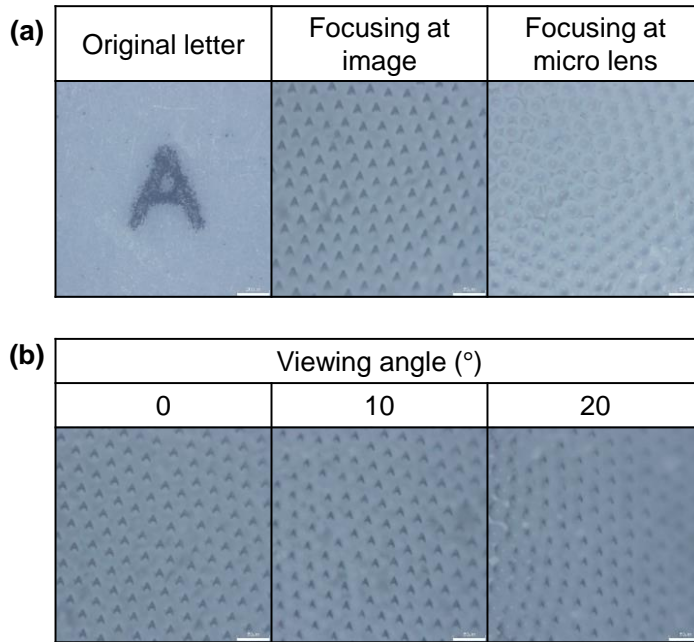 (a)
Original letter
Focusing at
image
Focusing at
micro lens
A
(b)
Viewing angle (°)
0
10
20